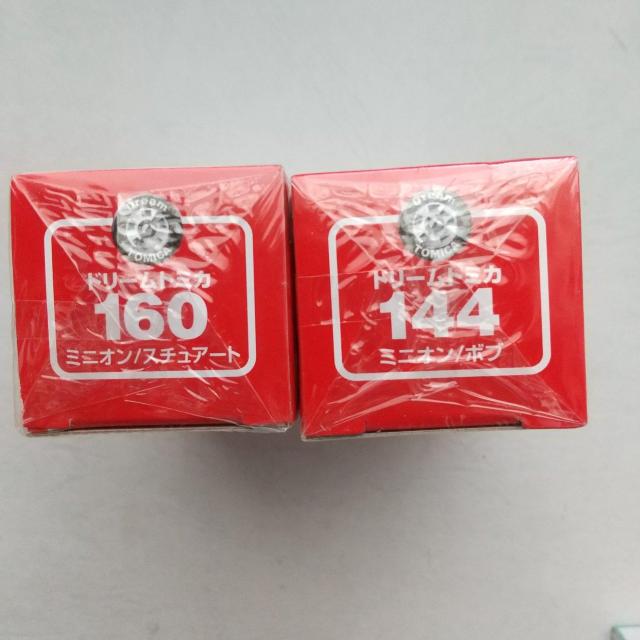 dream
TOMICA
ドリームトミカ
160
ミニオン/スチュアート
dream
TOMICA
ドリームトミカ
144
ミニオン/ボブ